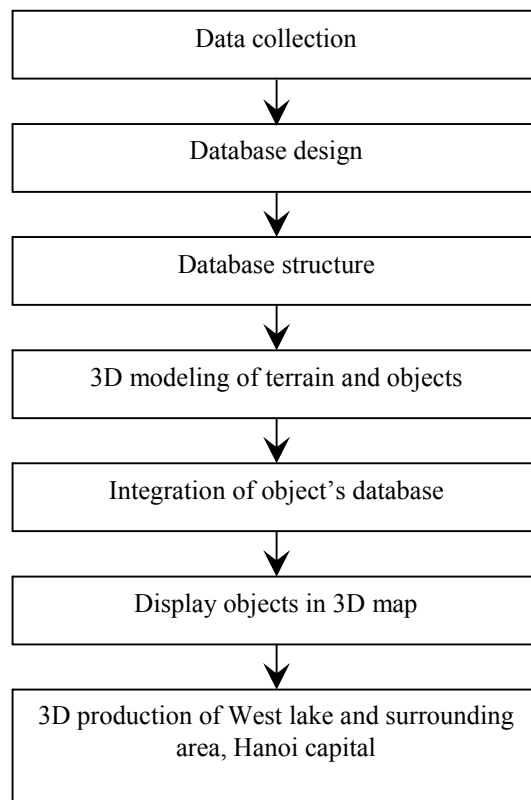 Data collection
Database design
Database structure
3D modeling of terrain and objects
Integration of object’s database
Display objects in 3D map
3D production of West lake and surrounding
area, Hanoi capital